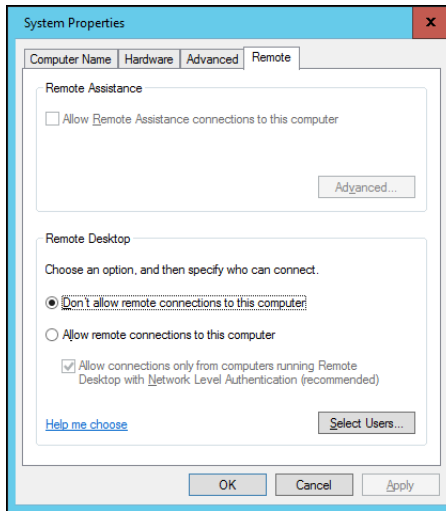 System Properties
x
Computer Name Hardware Advanced Remote
Remote Assistance
Allow Remote Assistance connections to this computer
Advanced...
Remote Desktop
Choose an option, and then specify who can connect.
Don't allow remote connections to this computer
Allow remote connections to this computer
Allow connections only from computers running Remote
Desktop with Network Level Authentication (recommended)
Help me choose Select Users...
OK Cancel Apply